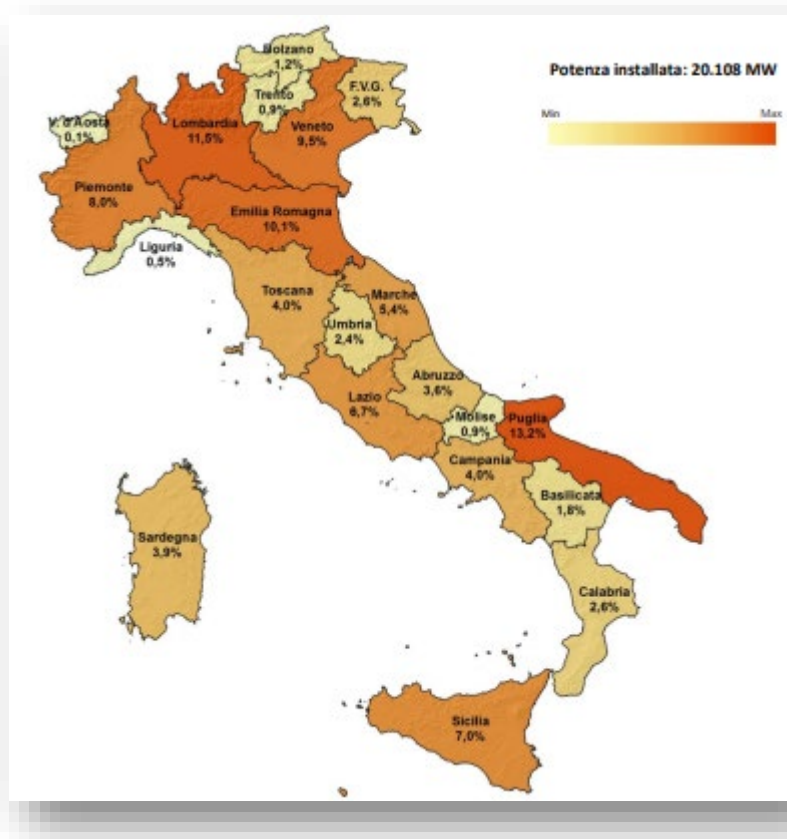 Bolzano
1,2%
Potenza installata: 20.108 MW
Trento
0,9%
F.V.G.
2,6%
Min
Max
V. d'Aosta
0,1%
Lombardia
11,5%
Veneto
9,5%
Piemonte
8,0%
Emilia Romagna
10,1%
Liguria
0,5%
Toscana
4,0%
Marche
5,4%
Umbria
2,4%
Abruzzo
3,6%
Lazio
6,7%
Molise
0,9%
Puglia
13,2%
Campania
4,0%
Basilicata
1,8%
Sardegna
3,9%
Calabria
2,6%
Sicilia
7,0%